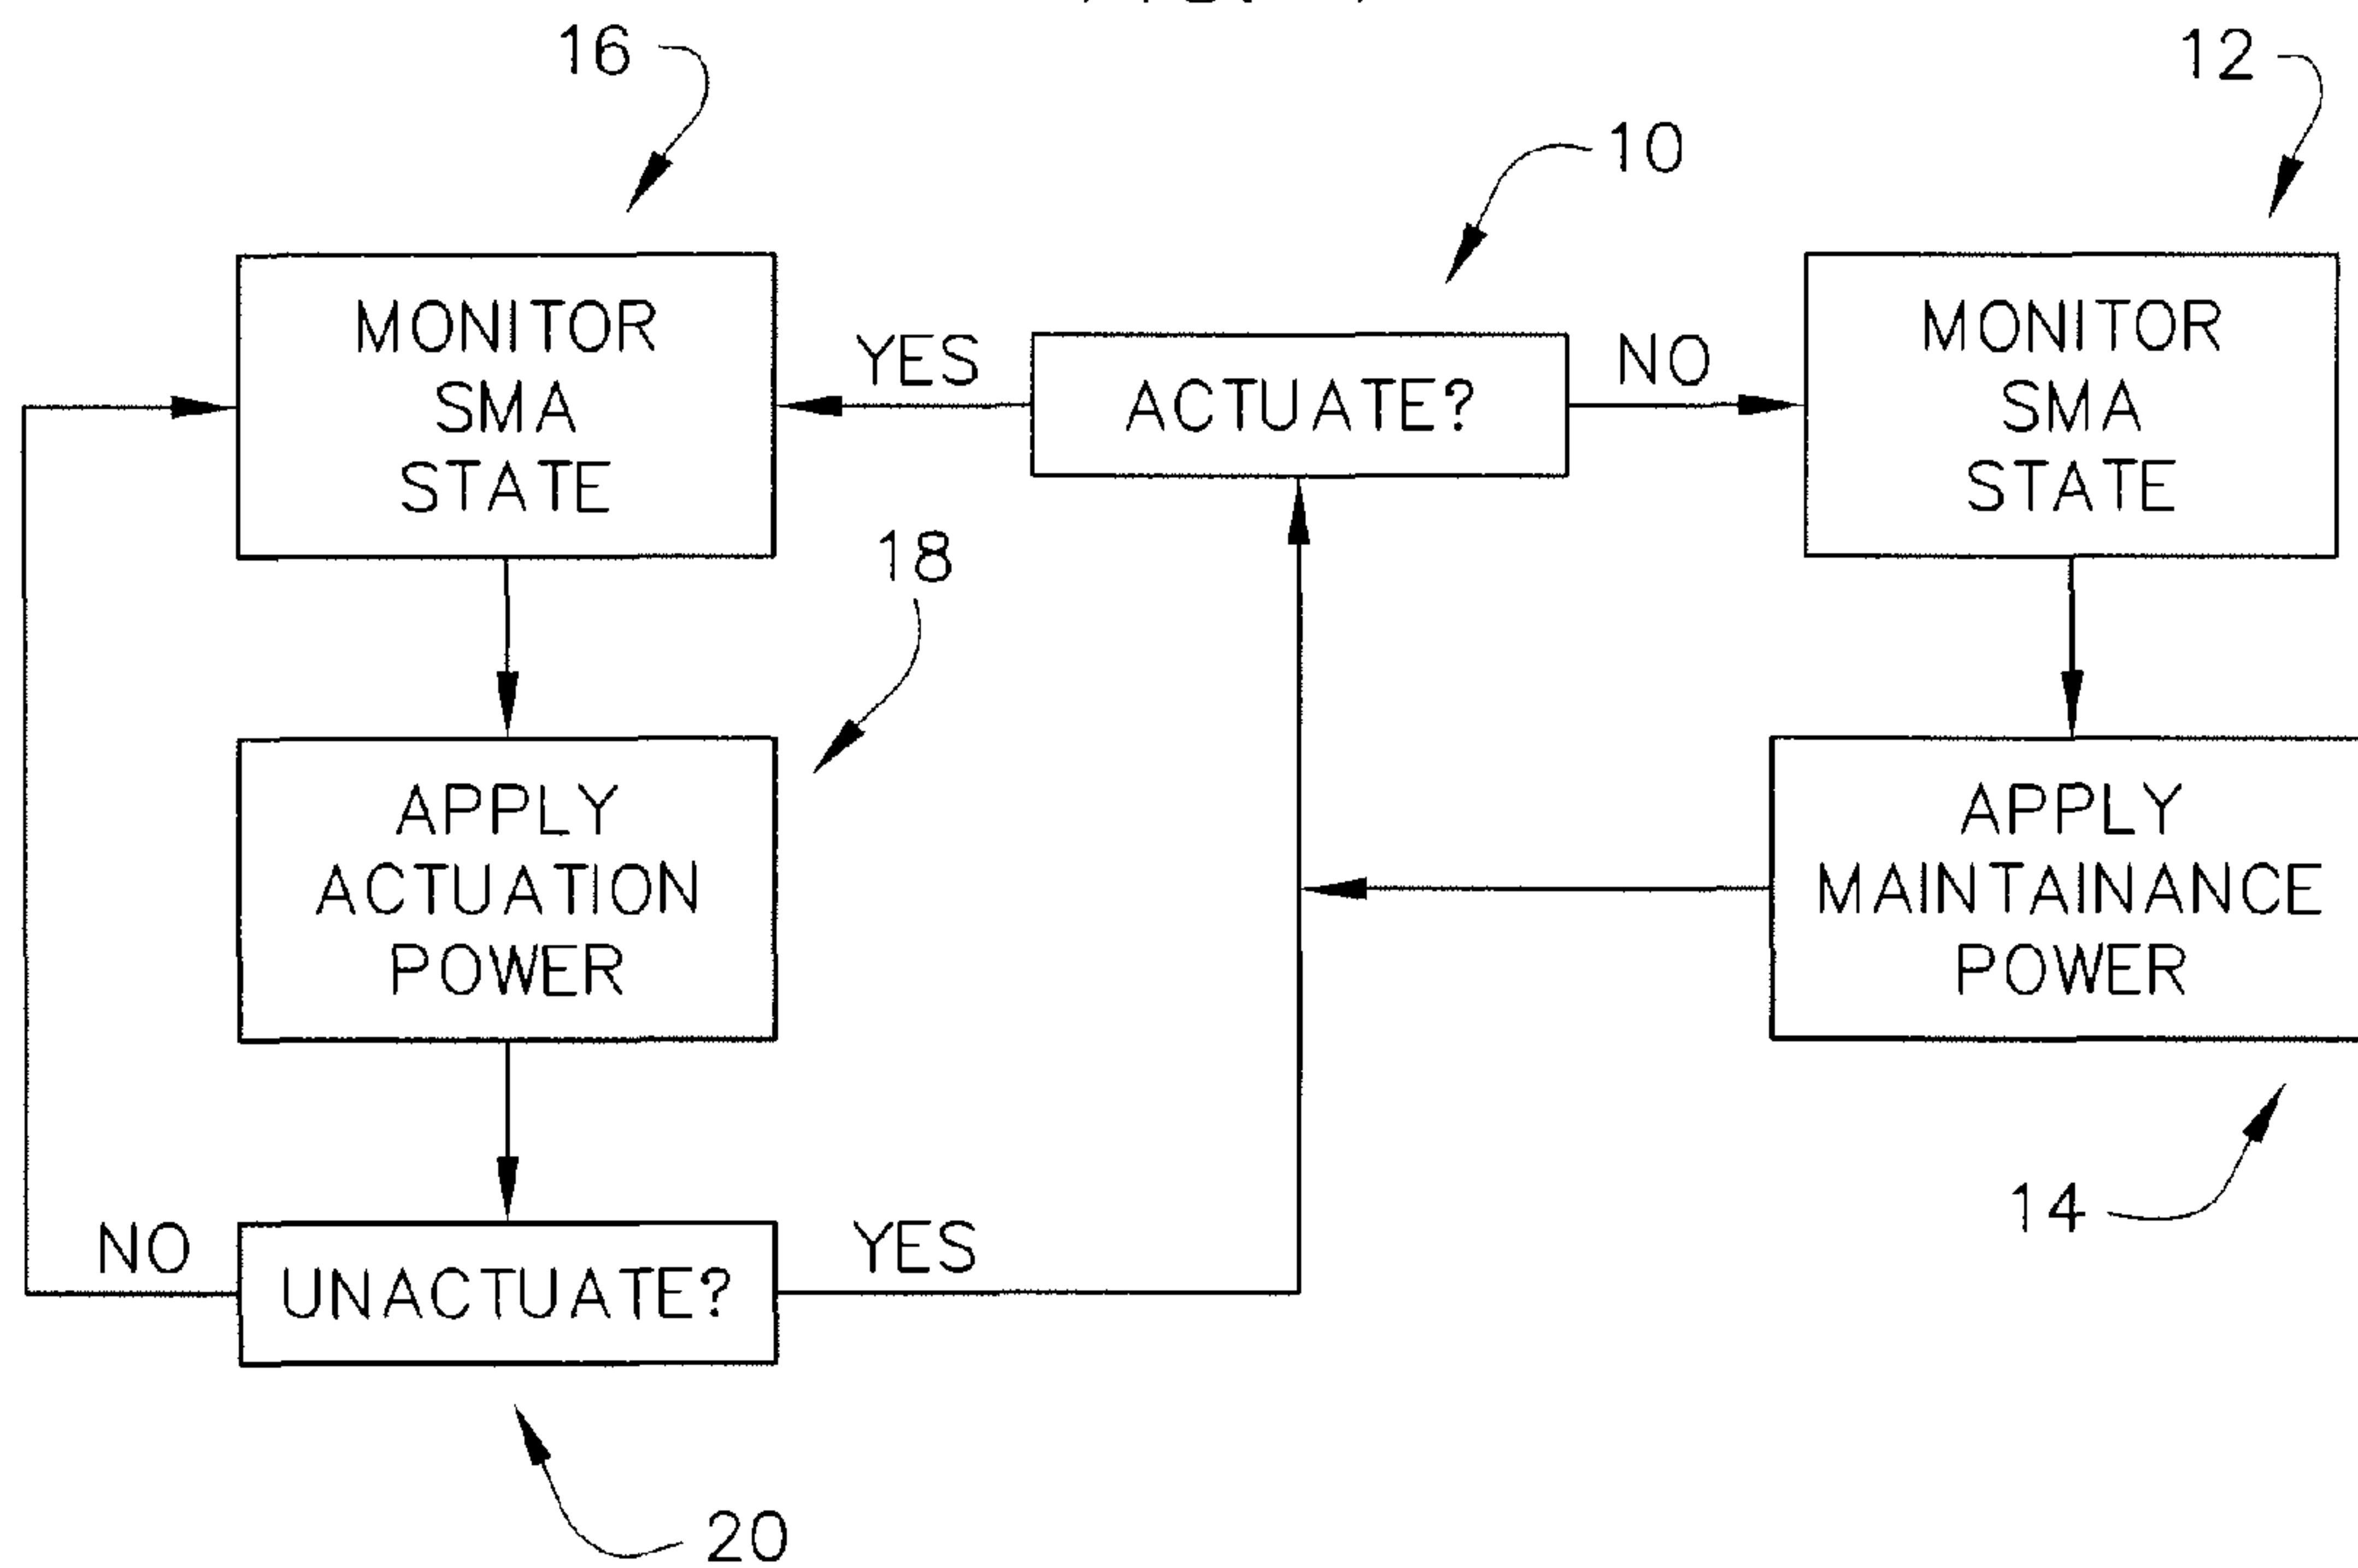 16
12
10
MONITOR
SMA
STATE
YES
ACTUATE?
NO
MONITOR
SMA
STATE
18
APPLY
ACTUATION
POWER
APPLY
MAINTAINANCE
POWER
14
NO
UNACTUATE?
YES
20